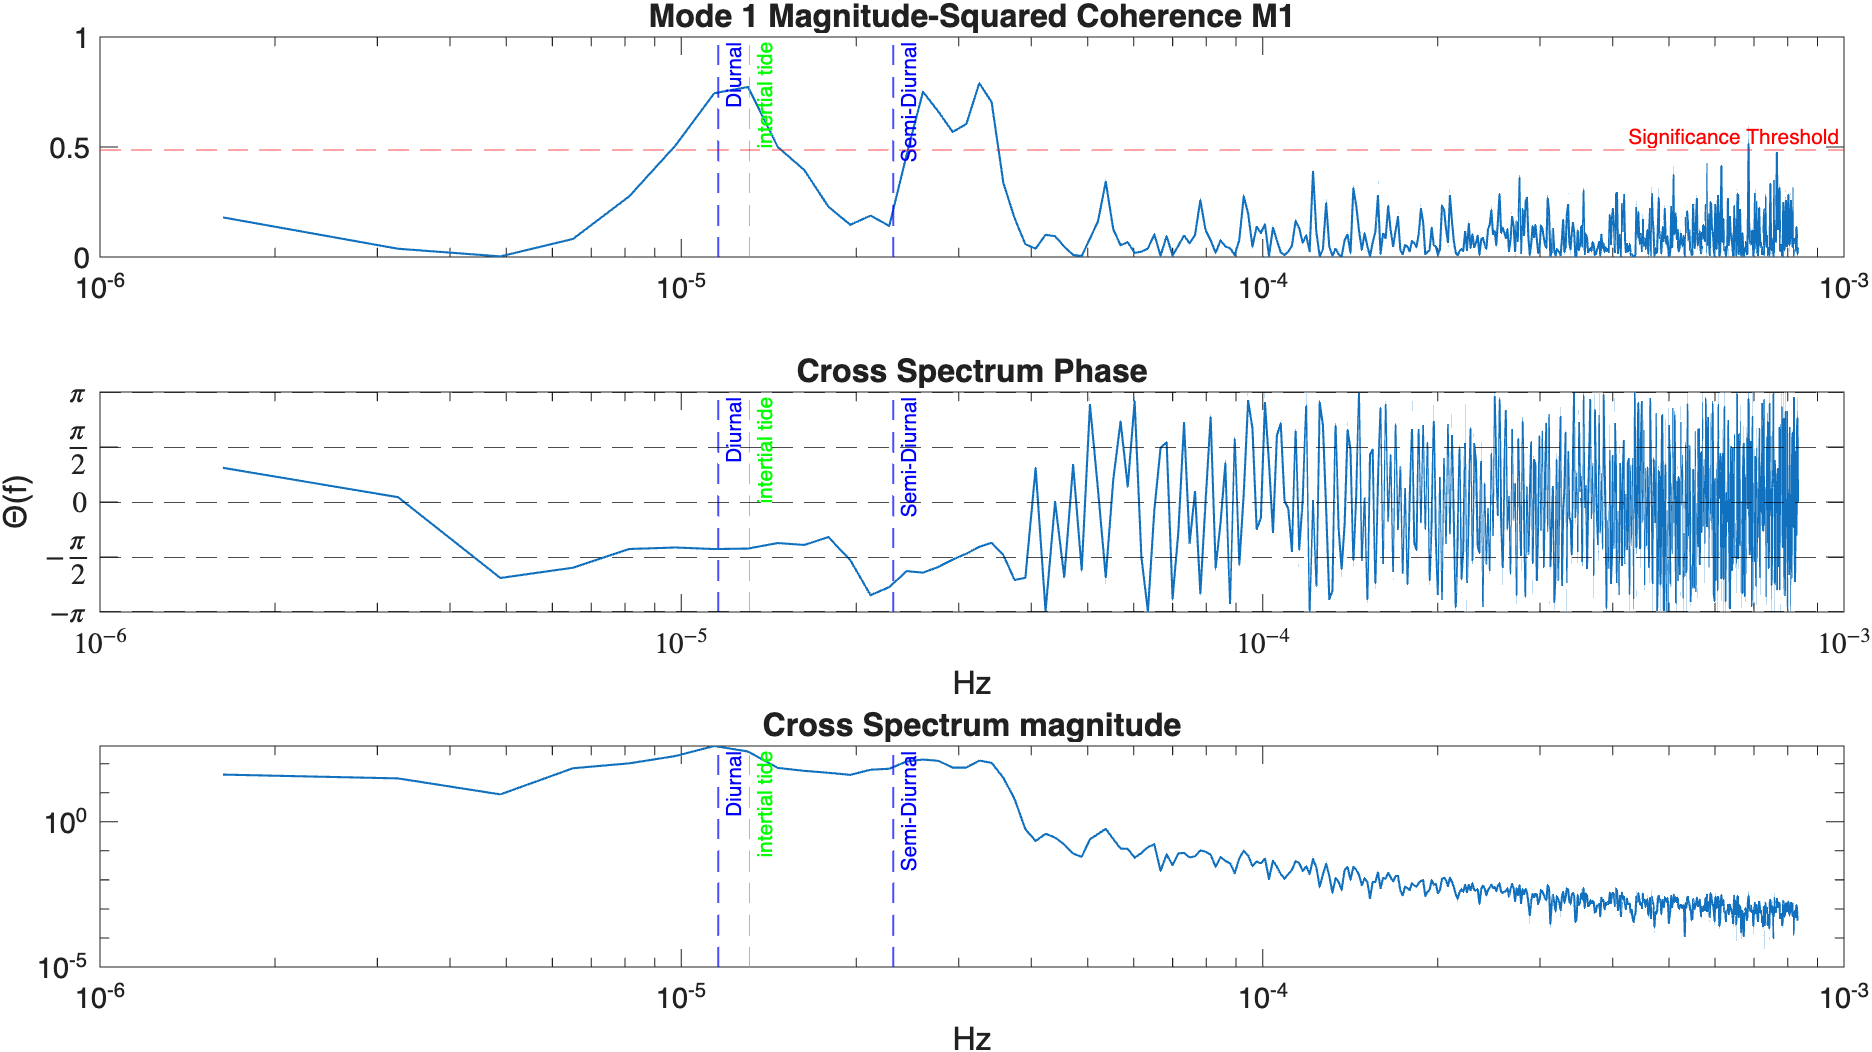 Mode 1 Magnitude-Squared Coherence M1
1
0.5
0
Diurnal
intertial tide
Semi-Diurnal
Significance Threshold
10-6
10-5
10-4
10-3
Cross Spectrum Phase
Θ(f)
π
π
2
0
−π
2
−π
Diurnal
intertial tide
Semi-Diurnal
10−6
10−5
10−4
10−3
Hz
Cross Spectrum magnitude
100
10-5
Diurnal
intertial tide
Semi-Diurnal
10-6
10-5
10-4
10-3
Hz